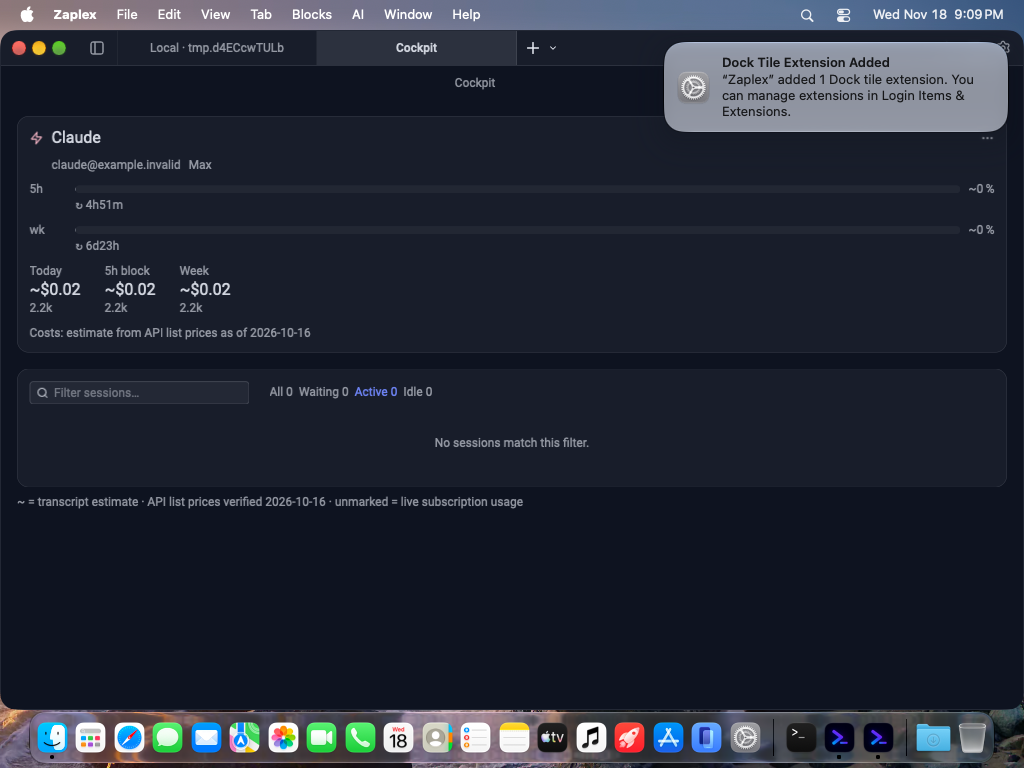 Zaplex File Edit View Tab Blocks AI Window Help Wed Nov 18 9:09 PM
Local · tmp.d4ECcwTULb
Cockpit
Cockpit
Dock Tile Extension Added
“Zaplex” added 1 Dock tile extension. You
can manage extensions in Login Items &
Extensions.
Claude
claude@example.invalid Max
5h ~0 %
↻ 4h51m
wk ~0 %
↻ 6d23h
Today 5h block Week
~$0.02 ~$0.02 ~$0.02
2.2k 2.2k 2.2k
Costs: estimate from API list prices as of 2026-10-16
Filter sessions… All 0 Waiting 0 Active 0 Idle 0
No sessions match this filter.
~ = transcript estimate · API list prices verified 2026-10-16 · unmarked = live subscription usage
Wed
18
tv